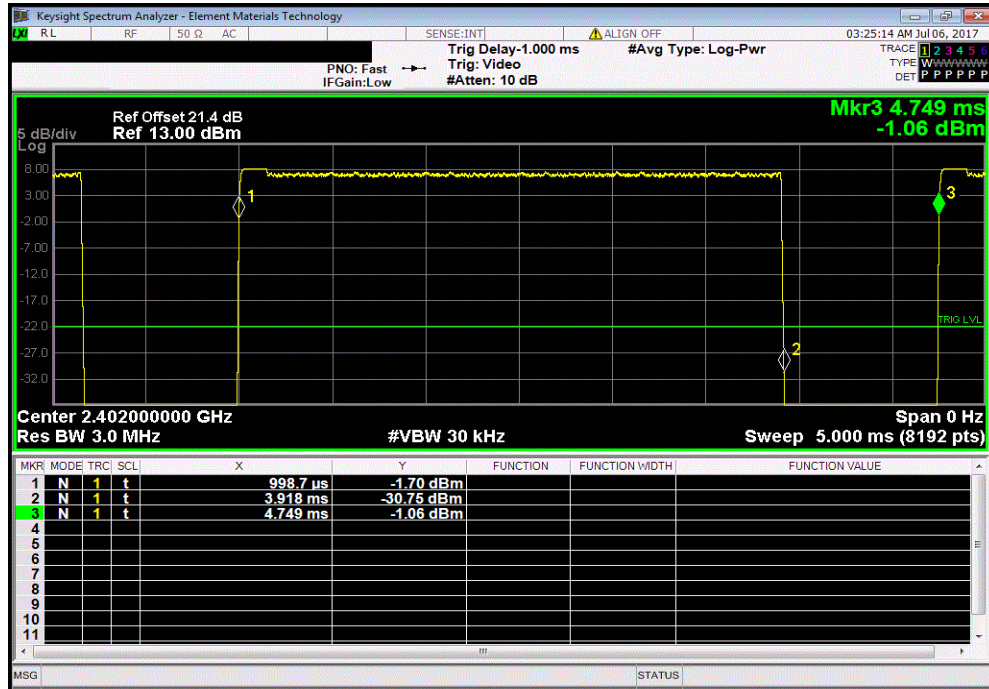 Keysight Spectrum Analyzer - Element Materials Technology
LXI RL RF 50 Ω AC SENSE:INT ALIGN OFF 03:25:14 AM Jul 06, 2017
Trig Delay-1.000 ms #Avg Type: Log-Pwr TRACE 1 2 3 4 5 6
PNO: Fast Trig: Video TYPE WWWWWW
IFGain:Low #Atten: 10 dB DET P P P P P P
Mkr3 4.749 ms
-1.06 dBm
Ref Offset 21.4 dB
5 dB/div Ref 13.00 dBm
Log
8.00
3.00
-2.00
-7.00
-12.0
-17.0
-22.0
-27.0
-32.0
1
2
3
TRIG LVL
Center 2.402000000 GHz Span 0 Hz
Res BW 3.0 MHz #VBW 30 kHz Sweep 5.000 ms (8192 pts)
MKR MODE TRC SCL X Y FUNCTION FUNCTION WIDTH FUNCTION VALUE
1 N 1 t 998.7 µs -1.70 dBm
2 N 1 t 3.918 ms -30.75 dBm
3 N 1 t 4.749 ms -1.06 dBm
4
5
6
7
8
9
10
11
MSG STATUS